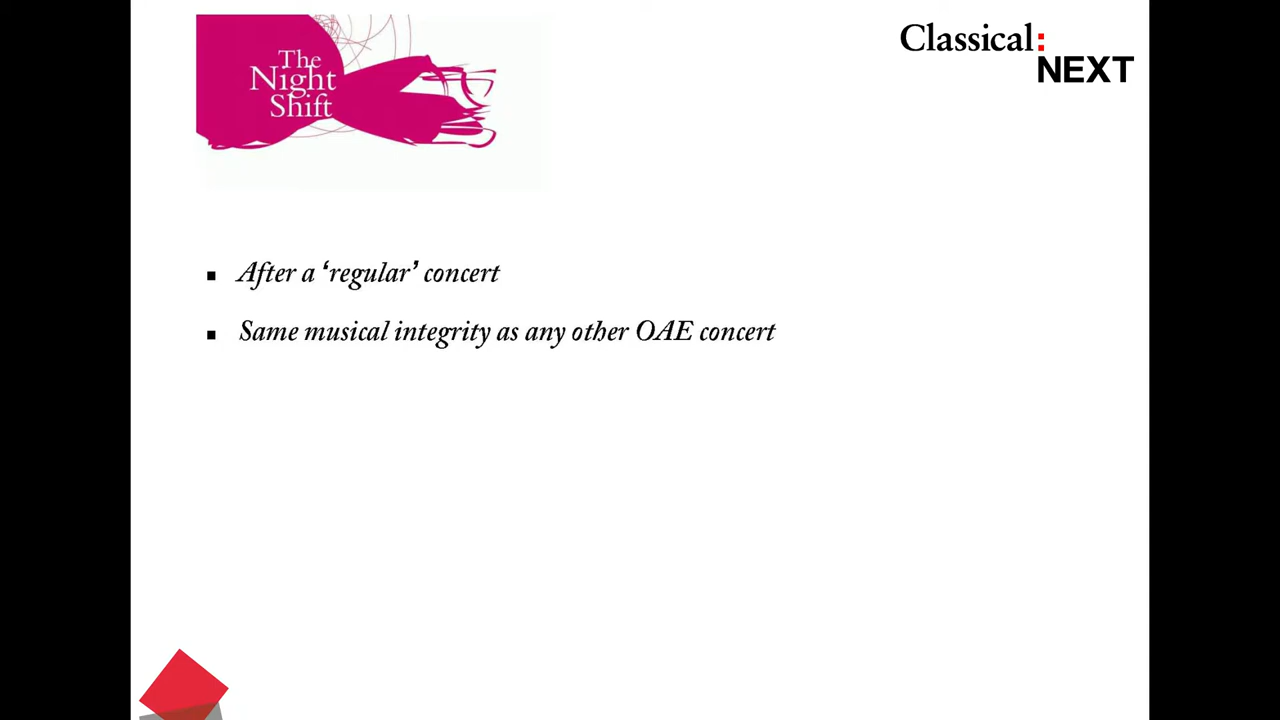 The
Night
Shift
Classical:
NEXT
▪ After a ‘regular’ concert
▪ Same musical integrity as any other OAE concert